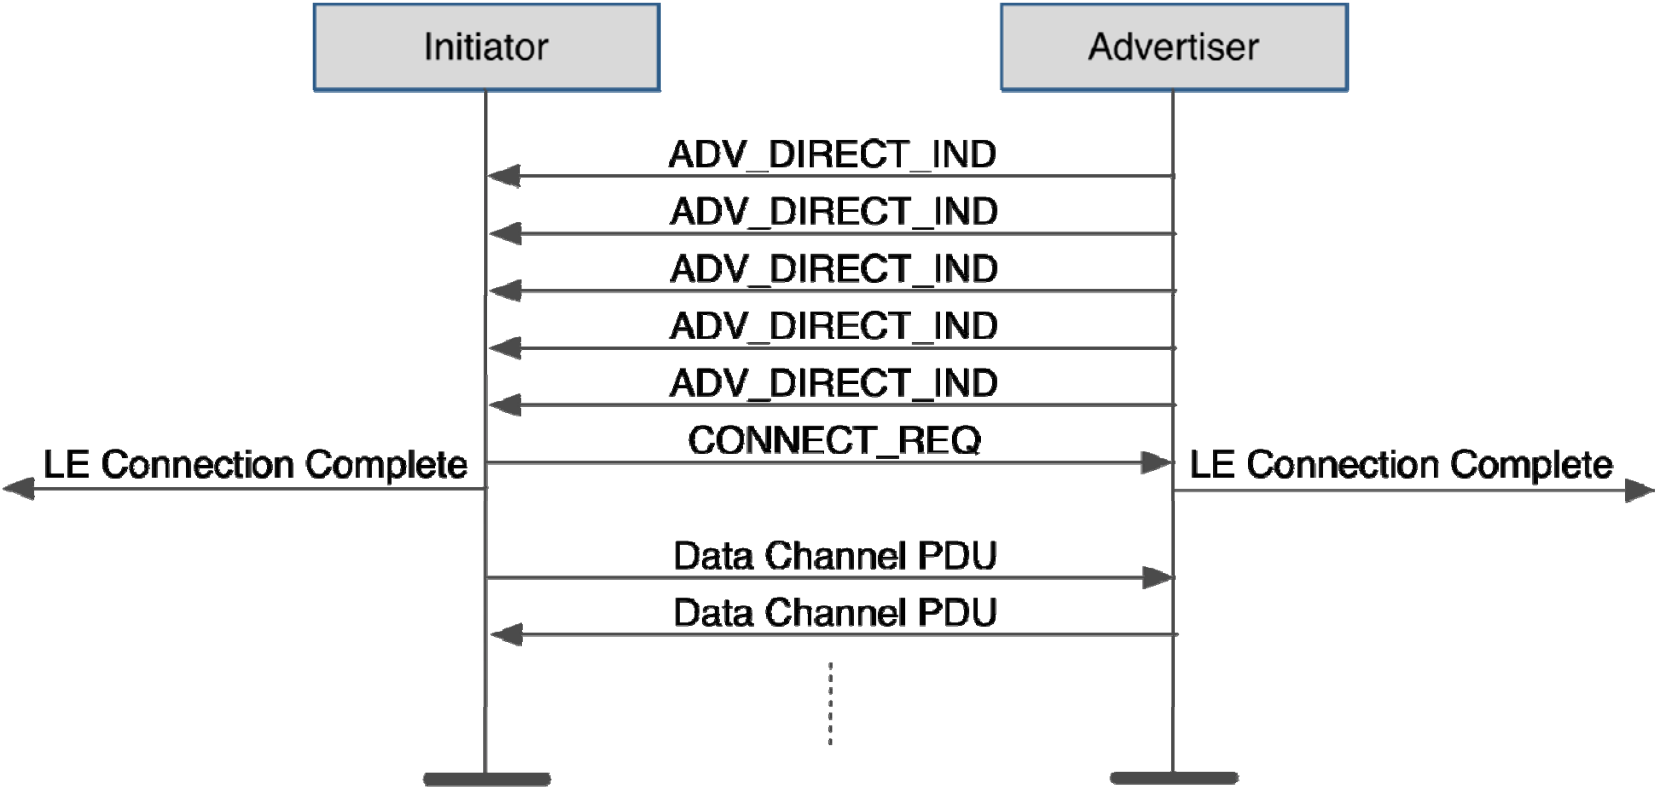 Initiator
Advertiser
ADV_DIRECT_IND
ADV_DIRECT_IND
ADV_DIRECT_IND
ADV_DIRECT_IND
ADV_DIRECT_IND
CONNECT_REQ
LE Connection Complete
LE Connection Complete
Data Channel PDU
Data Channel PDU